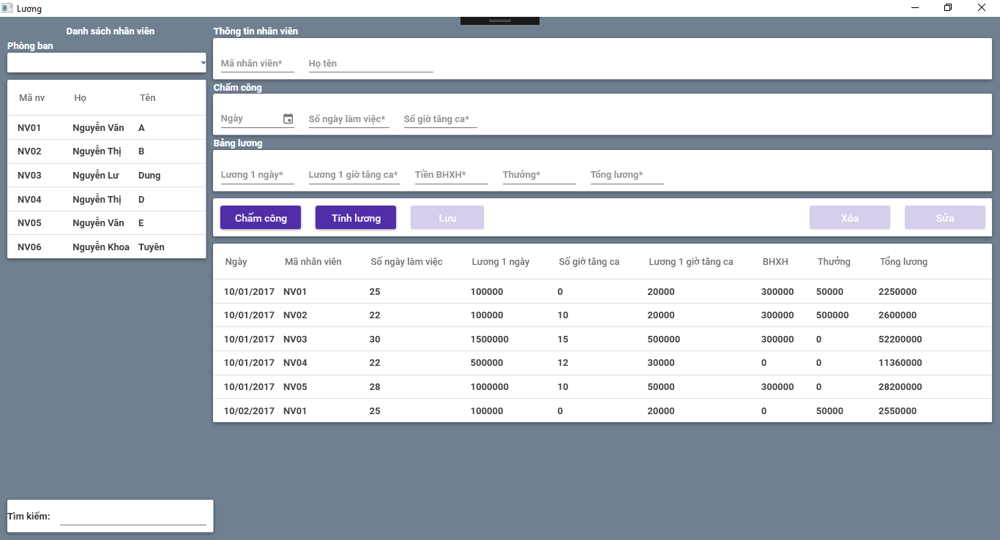 Lương
Danh sách nhân viên
Phòng ban
Mã nv Họ Tên
NV01 Nguyễn Văn A
NV02 Nguyễn Thị B
NV03 Nguyễn Lư Dung
NV04 Nguyễn Thị D
NV05 Nguyễn Văn E
NV06 Nguyễn Khoa Tuyên
Tìm kiếm:
Thông tin nhân viên
Mã nhân viên* Họ tên
Chấm công
Ngày Số ngày làm việc* Số giờ tăng ca*
Bảng lương
Lương 1 ngày* Lương 1 giờ tăng ca* Tiền BHXH* Thưởng* Tổng lương*
Chấm công Tính lương Lưu Xóa Sửa
Ngày Mã nhân viên Số ngày làm việc Lương 1 ngày Số giờ tăng ca Lương 1 giờ tăng ca BHXH Thưởng Tổng lương
10/01/2017 NV01 25 100000 0 20000 300000 50000 2250000
10/01/2017 NV02 22 100000 10 20000 300000 500000 2600000
10/01/2017 NV03 30 1500000 15 500000 300000 0 52200000
10/01/2017 NV04 22 500000 12 30000 0 0 11360000
10/01/2017 NV05 28 1000000 10 50000 300000 0 28200000
10/02/2017 NV01 25 100000 0 20000 0 50000 2550000